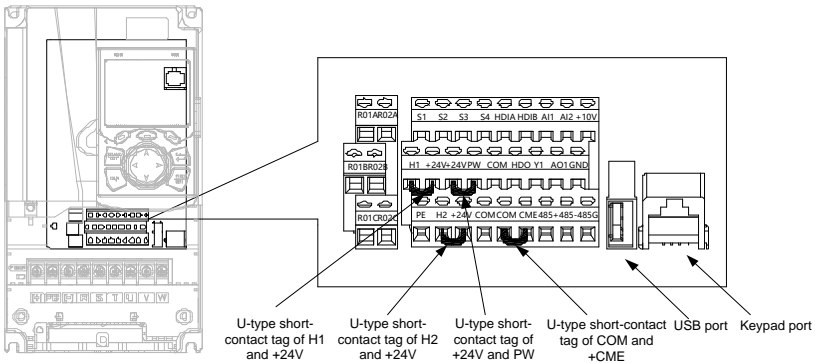 R01A R02A
S1 S2 S3 S4 HDIA HDIB AI1 AI2 +10V
R01B R02B
H1 +24V +24V PW COM HDO Y1 AO1 GND
R01C R02C
PE H2 +24V COM COM CME 485+ 485- 485G
R S T U V W
U-type short-
contact tag of H1
and +24V
U-type short-
contact tag of H2
and +24V
U-type short-
contact tag of
+24V and PW
U-type short-contact
tag of COM and
+CME
USB port
Keypad port